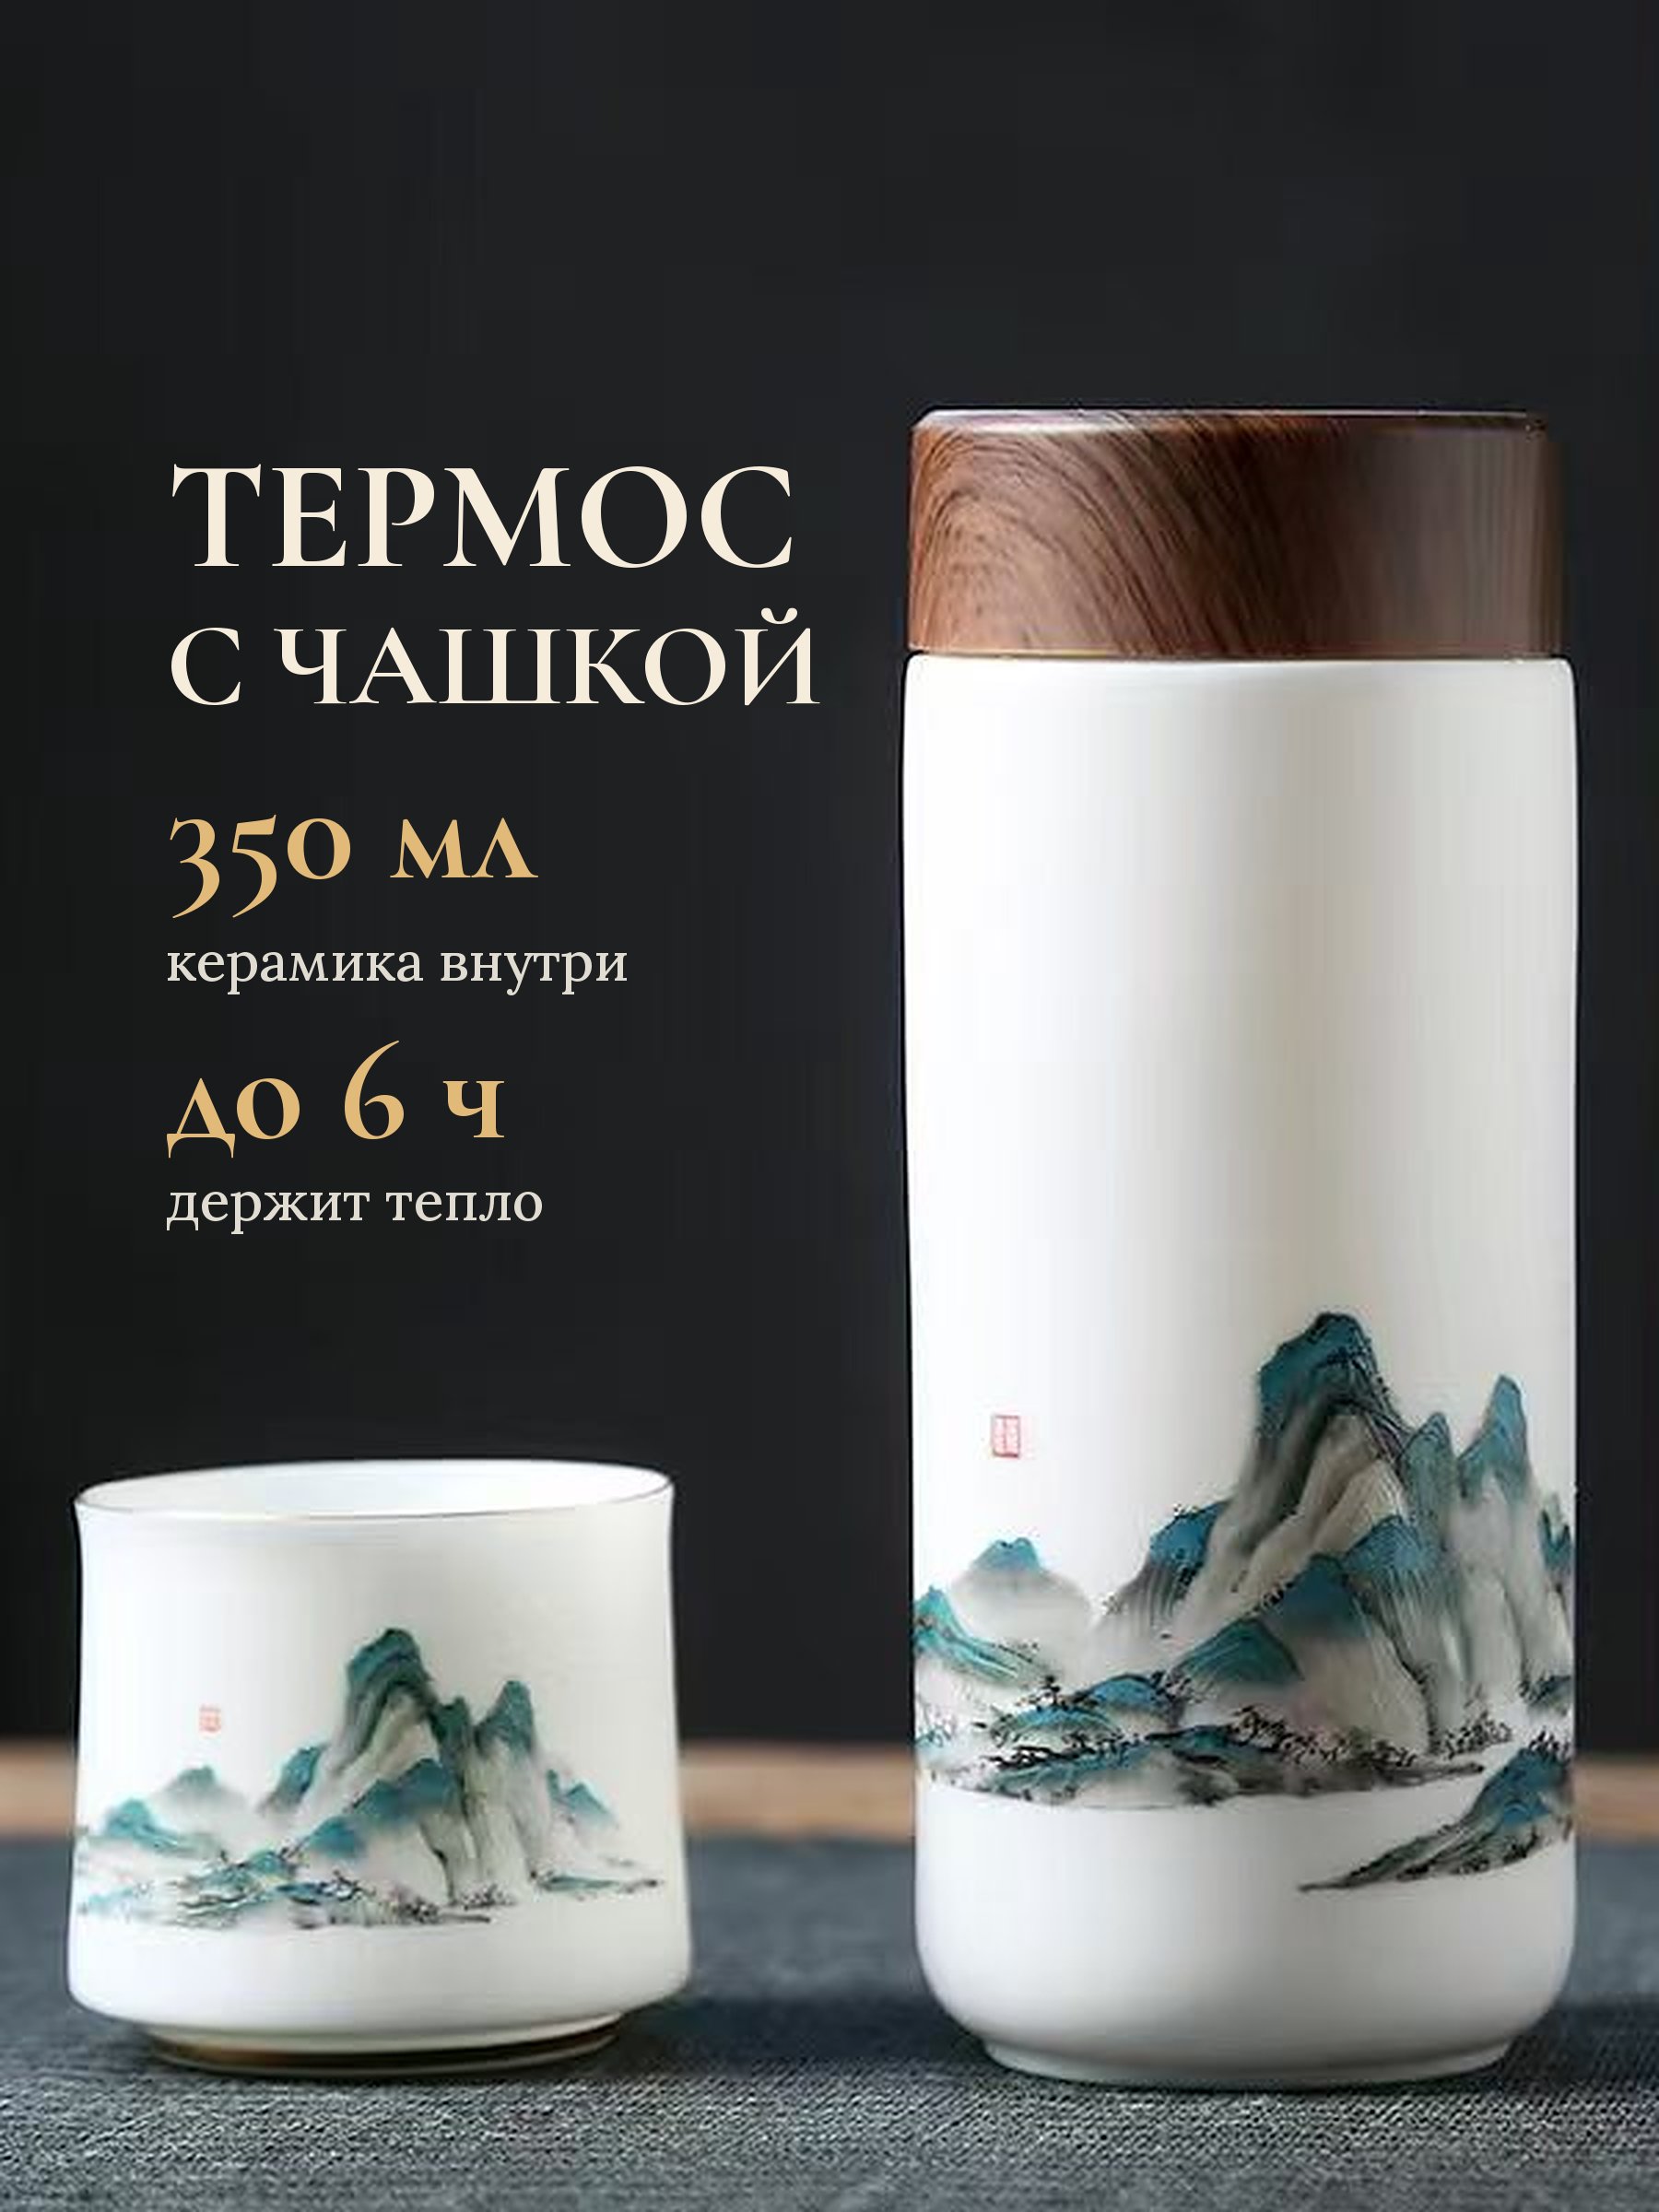 ТЕРМОС
С ЧАШКОЙ
350 мл
керамика внутри
до 6 ч
держит тепло